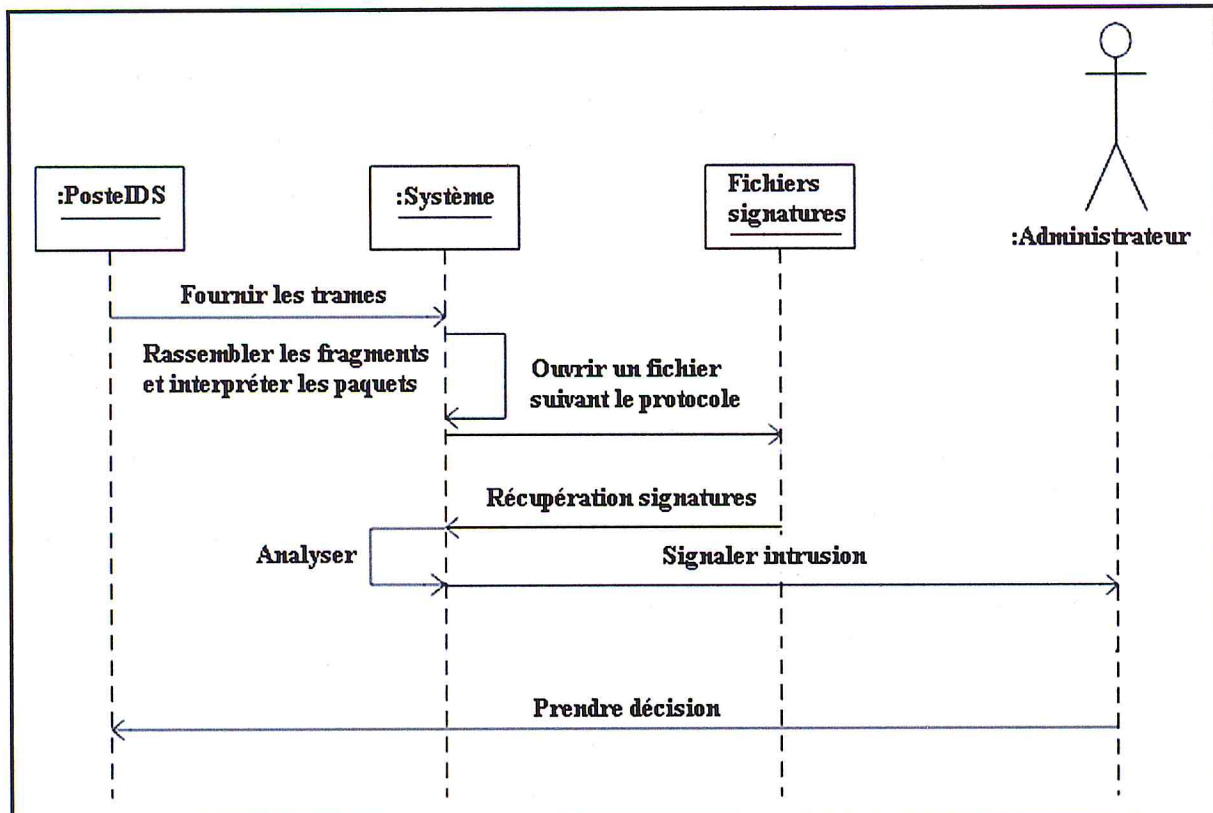 :PosteIDS
:Système
Fichiers
signatures
:Administrateur
Fournir les trames
Rassembler les fragments
et interpréter les paquets
Ouvrir un fichier
suivant le protocole
Récupération signatures
Analyser
Signaler intrusion
Prendre décision